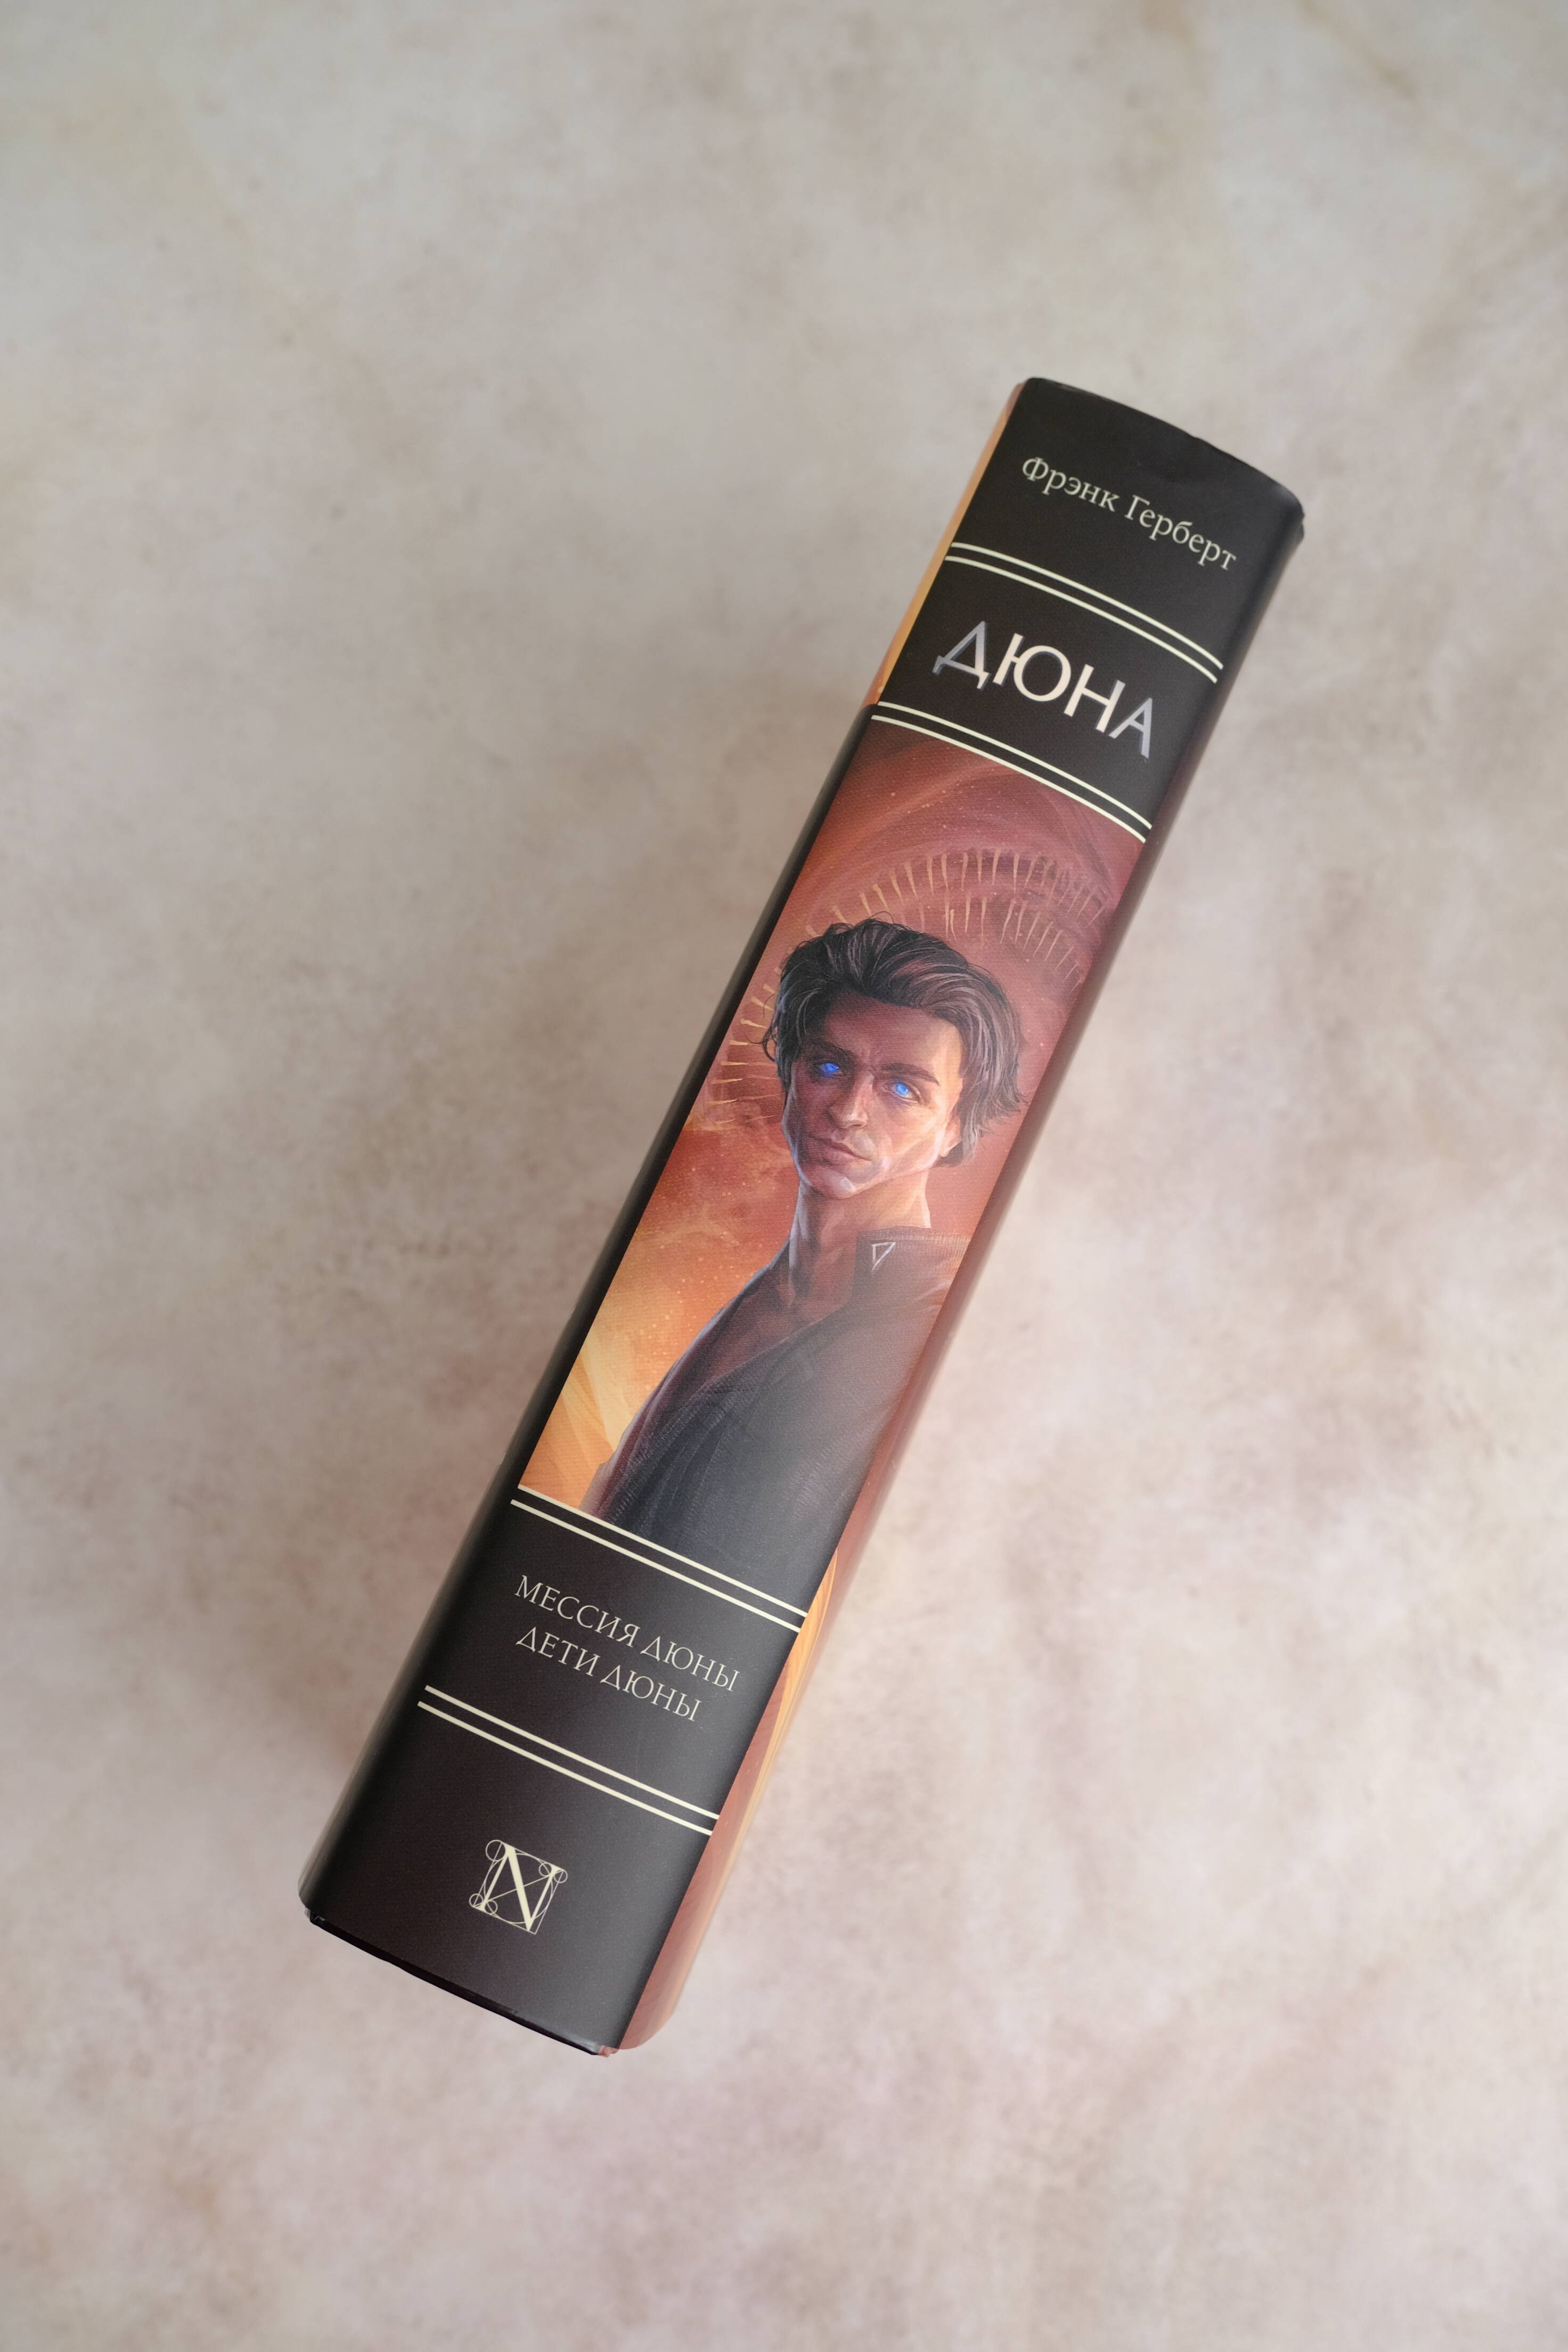 Фрэнк Герберт
ДЮНА
МЕССИЯ ДЮНЫ
ДЕТИ ДЮНЫ
N